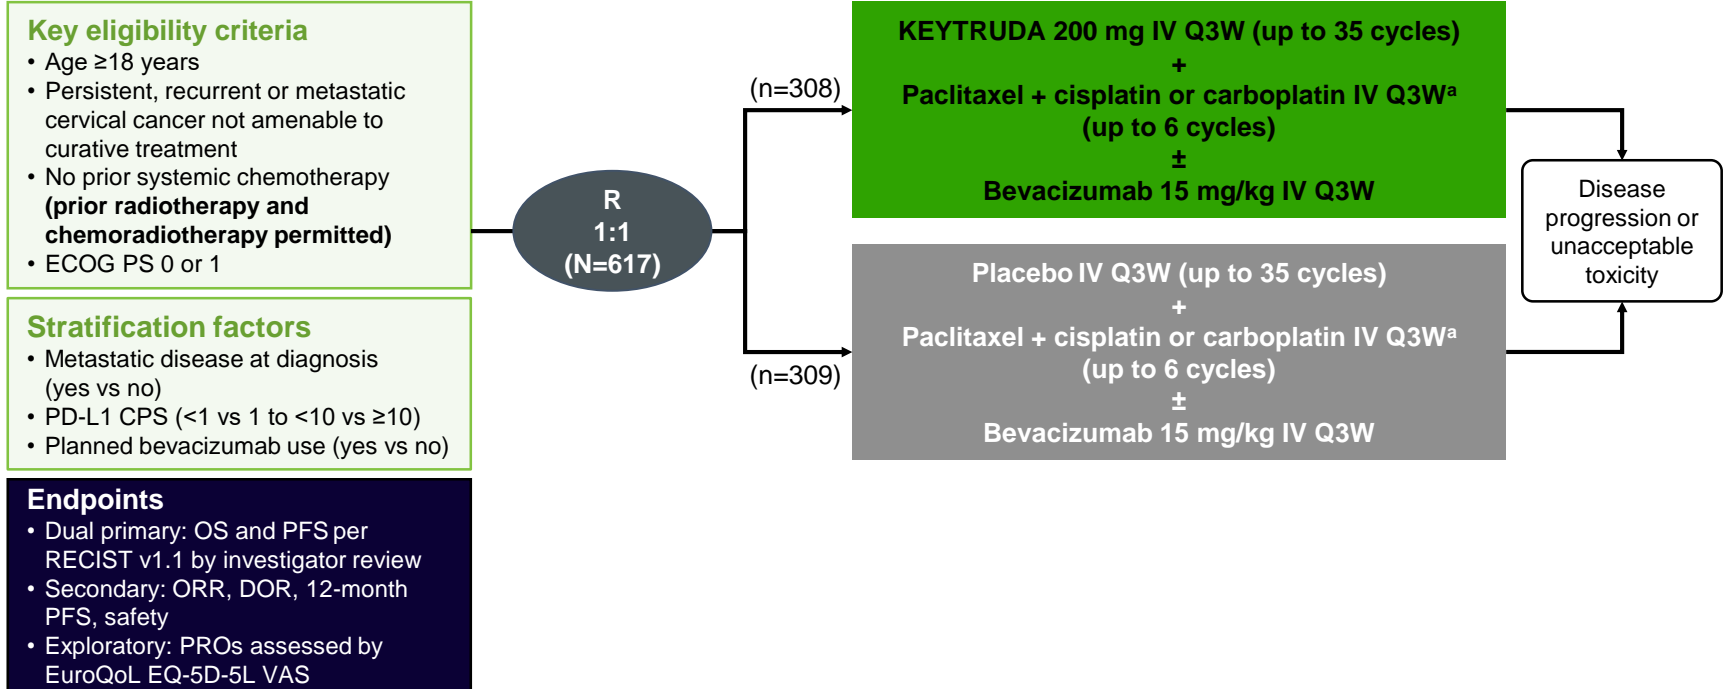 Key eligibility criteria
• Age ≥18 years
• Persistent, recurrent or metastatic
cervical cancer not amenable to
curative treatment
• No prior systemic chemotherapy
(prior radiotherapy and
chemoradiotherapy permitted)
• ECOG PS 0 or 1
Stratification factors
• Metastatic disease at diagnosis
(yes vs no)
• PD-L1 CPS (<1 vs 1 to <10 vs ≥10)
• Planned bevacizumab use (yes vs no)
Endpoints
• Dual primary: OS and PFS per
RECIST v1.1 by investigator review
• Secondary: ORR, DOR, 12-month
PFS, safety
• Exploratory: PROs assessed by
EuroQoL EQ-5D-5L VAS
R
1:1
(N=617)
(n=308)
KEYTRUDA 200 mg IV Q3W (up to 35 cycles)
+
Paclitaxel + cisplatin or carboplatin IV Q3Wᵃ
(up to 6 cycles)
±
Bevacizumab 15 mg/kg IV Q3W
(n=309)
Placebo IV Q3W (up to 35 cycles)
+
Paclitaxel + cisplatin or carboplatin IV Q3Wᵃ
(up to 6 cycles)
±
Bevacizumab 15 mg/kg IV Q3W
Disease
progression or
unacceptable
toxicity